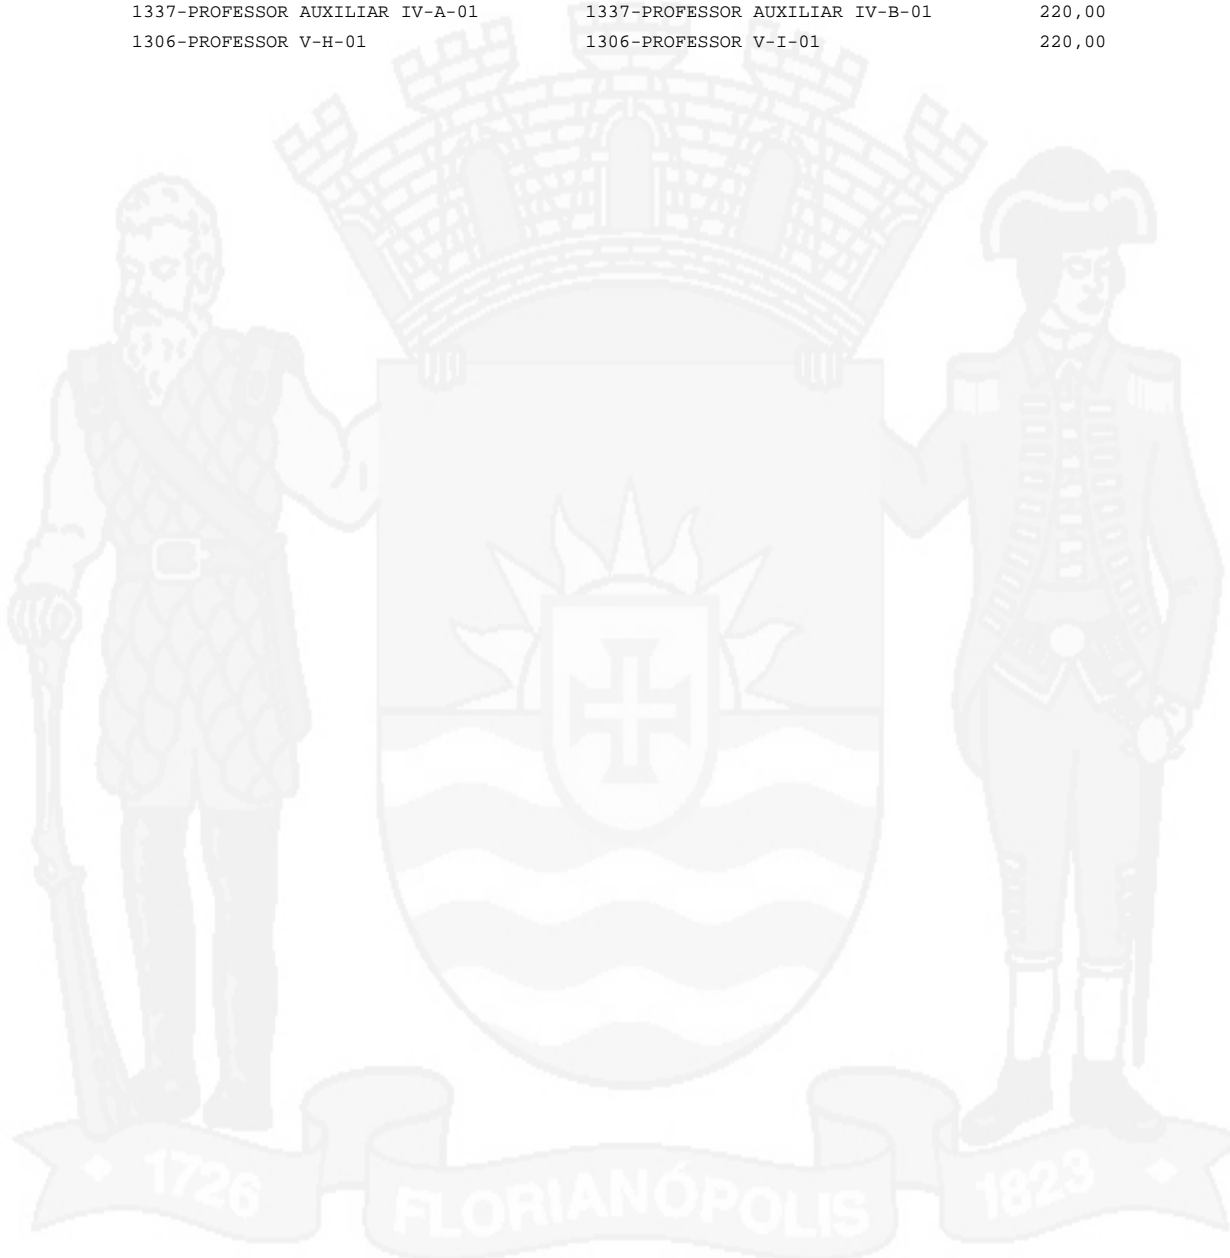 1337-PROFESSOR AUXILIAR IV-A-01 1337-PROFESSOR AUXILIAR IV-B-01 220,00
1306-PROFESSOR V-H-01 1306-PROFESSOR V-I-01 220,00
1726 FLORIANÓPOLIS 1823